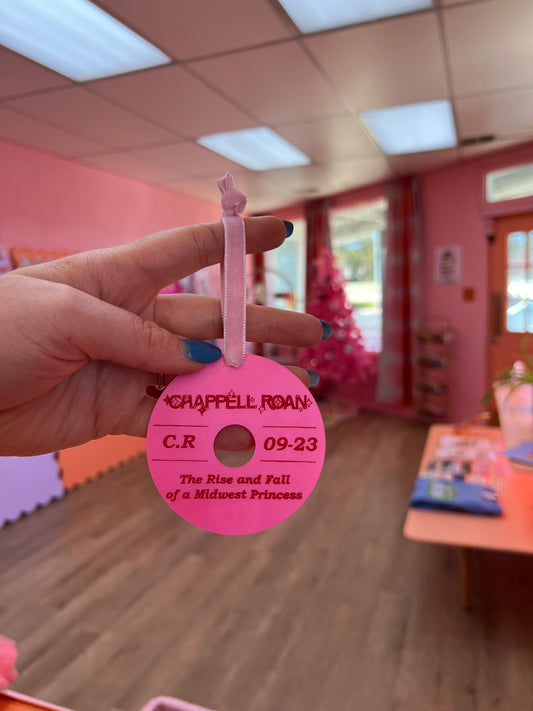 CHAPPELL ROAN
C.R 09-23
The Rise and Fall
of a Midwest Princess